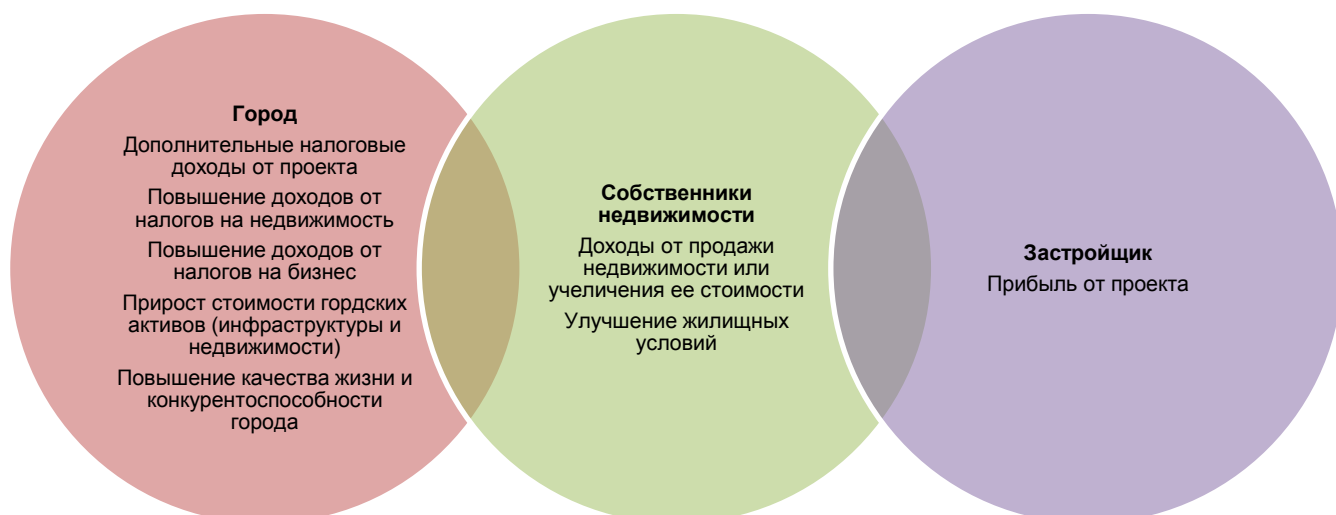 Город
Дополнительные налоговые
доходы от проекта
Повышение доходов от
налогов на недвижимость
Повышение доходов от
налогов на бизнес
Прирост стоимости гордских
активов (инфраструктуры и
недвижимости)
Повышение качества жизни и
конкурентоспособности
города
Собственники
недвижимости
Доходы от продажи
недвижимости или
учеличения ее стоимости
Улучшение жилищных
условий
Застройщик
Прибыль от проекта